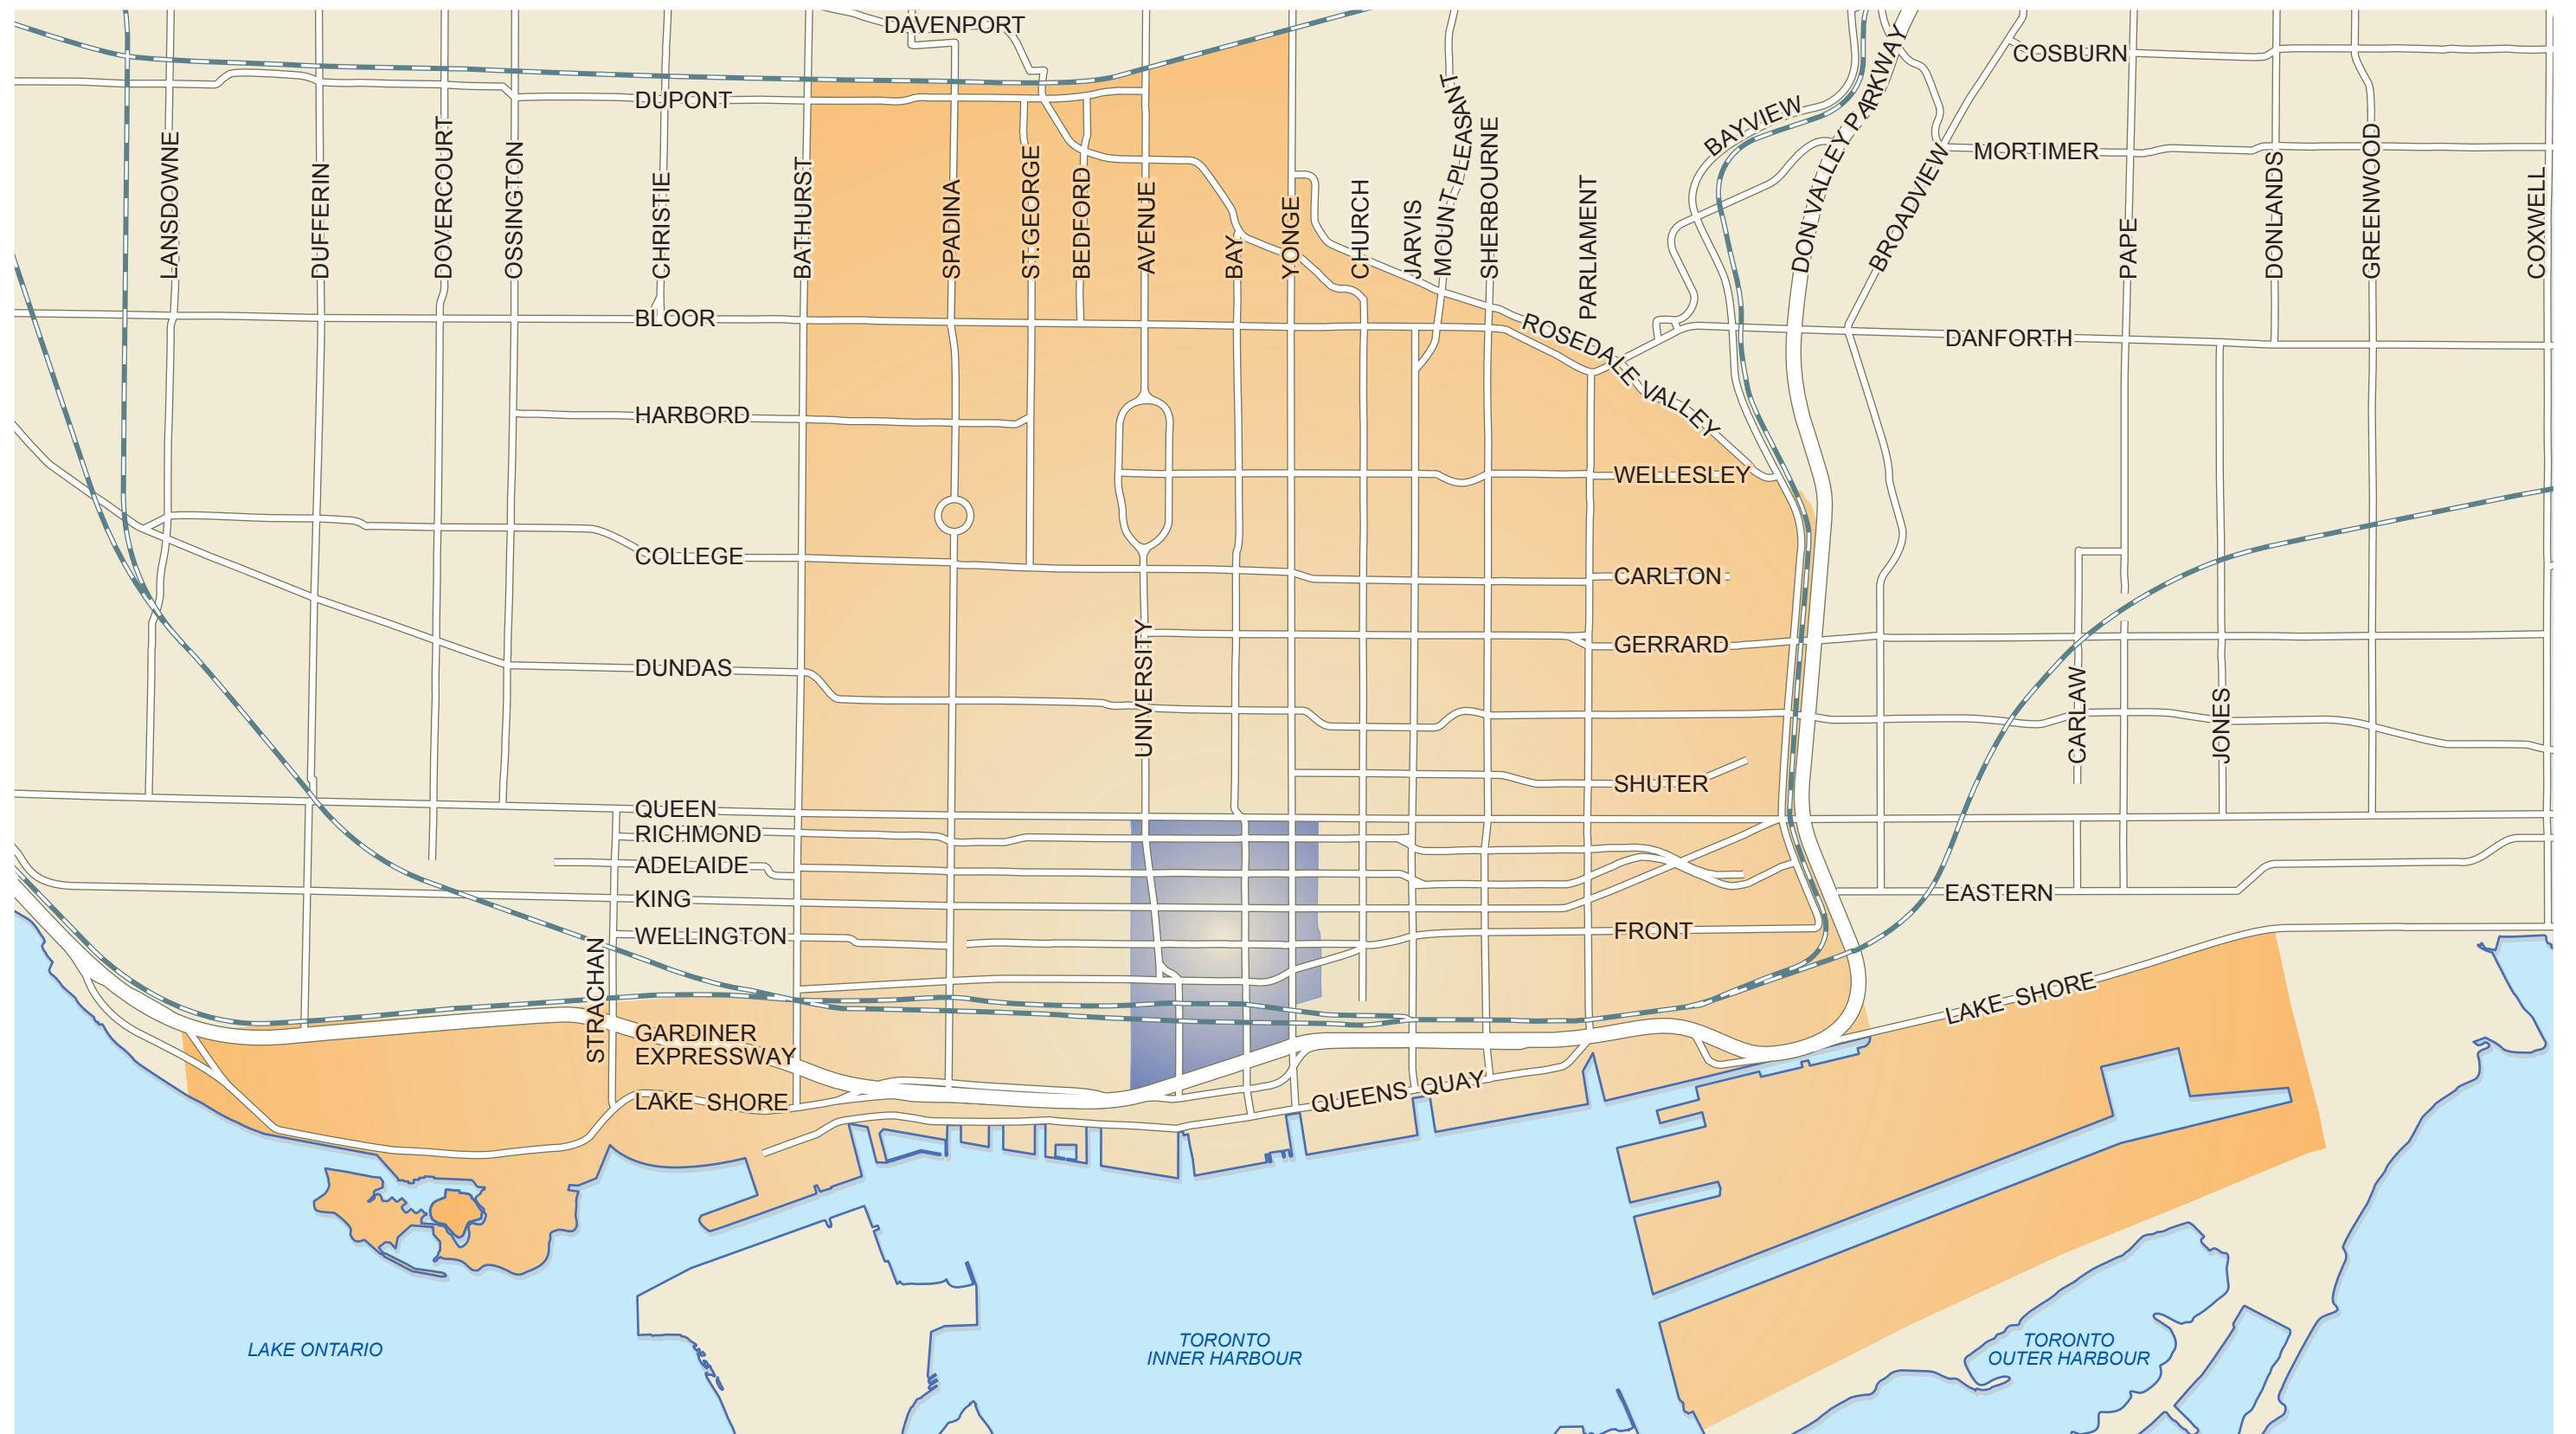 DAVENPORT
COSBURN
DUPONT
BAYVIEW
DON VALLEY PARKWAY
MORTIMER
LANSDOWNE
DUFFERIN
DOVERCOURT
OSSINGTON
CHRISTIE
BATHURST
SPADINA
ST.GEORGE
BEDFORD
AVENUE
BAY
YONGE
CHURCH
JARVIS
MOUNT PLEASANT
SHERBOURNE
PARLIAMENT
BROADVIEW
PAPE
DONLANDS
GREENWOOD
COXWELL
BLOOR
ROSEDALE VALLEY
DANFORTH
HARBORD
WELLESLEY
COLLEGE
CARLTON
UNIVERSITY
GERRARD
DUNDAS
CARLAW
JONES
SHUTER
QUEEN
RICHMOND
ADELAIDE
KING
EASTERN
WELLINGTON
FRONT
STRACHAN
GARDINER
EXPRESSWAY
LAKE SHORE
LAKE SHORE
QUEENS QUAY
LAKE ONTARIO
TORONTO
INNER HARBOUR
TORONTO
OUTER HARBOUR